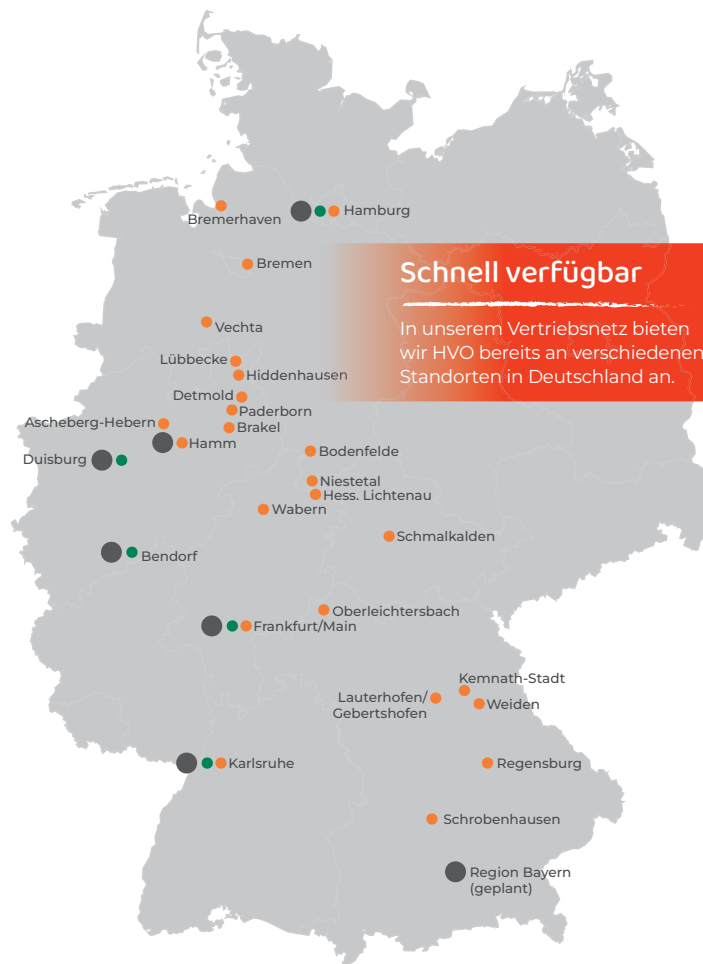 Bremerhaven
Hamburg
Bremen
Schnell verfügbar
In unserem Vertriebsnetz bieten
wir HVO bereits an verschiedenen
Standorten in Deutschland an.
Vechta
Lübbecke
Hiddenhausen
Detmold
Paderborn
Ascheberg-Hebern
Brakel
Hamm
Duisburg
Bodenfelde
Niestetal
Hess. Lichtenau
Wabern
Schmalkalden
Bendorf
Oberleichtersbach
Frankfurt/Main
Kemnath-Stadt
Lauterhofen/
Gebertshofen
Weiden
Karlsruhe
Regensburg
Schrobenhausen
Region Bayern
(geplant)